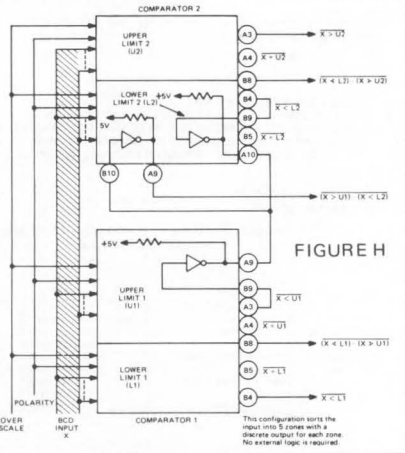 COMPARATOR 2
UPPER
LIMIT 2
(U2)
A3
X > U2
A4
X = U2
B8
(X < L2) · (X > U2)
LOWER
LIMIT 2 (L2)
+5V
B4
X < L2
B9
5V
B5
X = L2
A10
B10
A9
(X > U1) · (X < L2)
FIGURE H
+5V
A9
UPPER
LIMIT 1
(U1)
B9
X < U1
A3
A4
X = U1
B8
(X < L1) · (X > U1)
LOWER
LIMIT 1
(L1)
B5
X = L1
B4
X < L1
POLARITY
OVER
SCALE
BCD
INPUT
X
COMPARATOR 1
This configuration sorts the
input into 5 zones with a
discrete output for each zone.
No external logic is required.